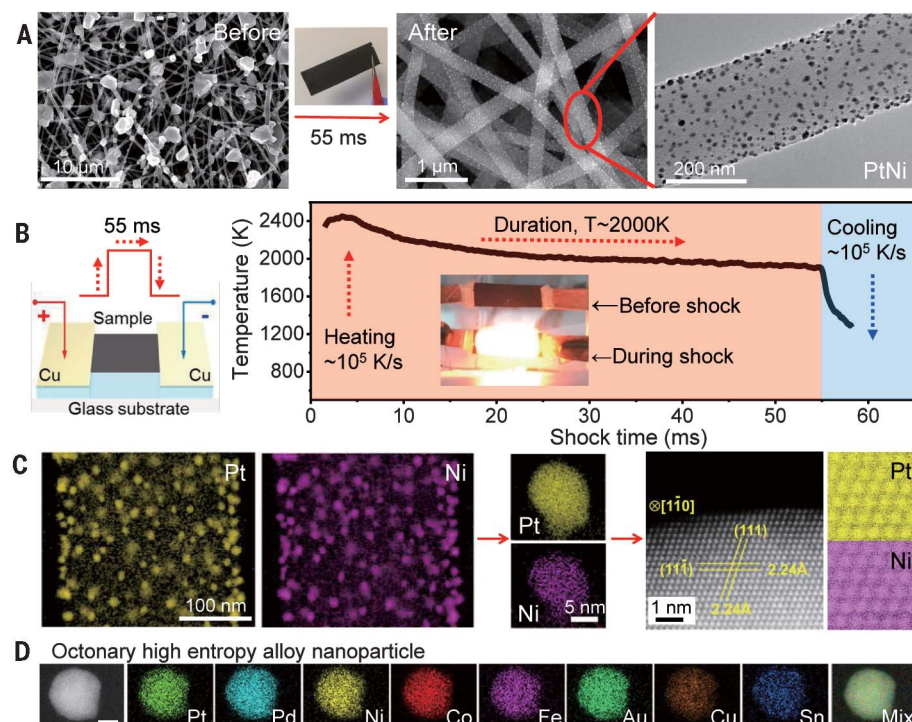 A
Before
10 µm
55 ms
After
1 µm
200 nm
PtNi
B
55 ms
+
-
Sample
Cu
Cu
Glass substrate
Temperature (K)
2400
2000
1600
1200
800
Duration, T~2000K
Heating
~10⁵ K/s
←Before shock
←During shock
Cooling
~10⁵ K/s
0
10
20
30
40
50
60
Shock time (ms)
C
Pt
100 nm
Ni
Pt
Ni
5 nm
⊗[11̄0]
(111)
(111̄)
2.24Å
2.24Å
1 nm
Pt
Ni
D
Octonary high entropy alloy nanoparticle
Pt
Pd
Ni
Co
Fe
Au
Cu
Sn
Mix